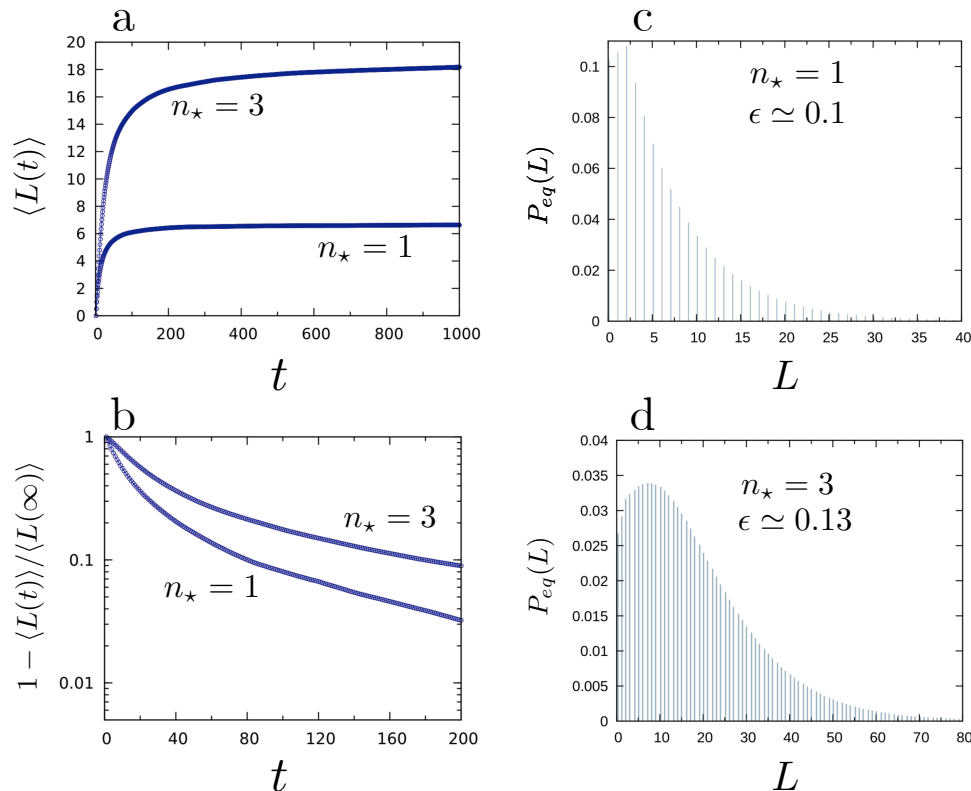 a
20
18
16
14
12
10
8
6
4
2
0
⟨L(t)⟩
n⋆ = 3
n⋆ = 1
0 200 400 600 800 1000
t
c
0.1
0.08
0.06
0.04
0.02
0
P_eq(L)
n⋆ = 1
ϵ ≃ 0.1
0 5 10 15 20 25 30 35 40
L
b
1
0.1
0.01
1 − ⟨L(t)⟩/⟨L(∞)⟩
n⋆ = 3
n⋆ = 1
0 40 80 120 160 200
t
d
0.04
0.035
0.03
0.025
0.02
0.015
0.01
0.005
0
P_eq(L)
n⋆ = 3
ϵ ≃ 0.13
0 10 20 30 40 50 60 70 80
L